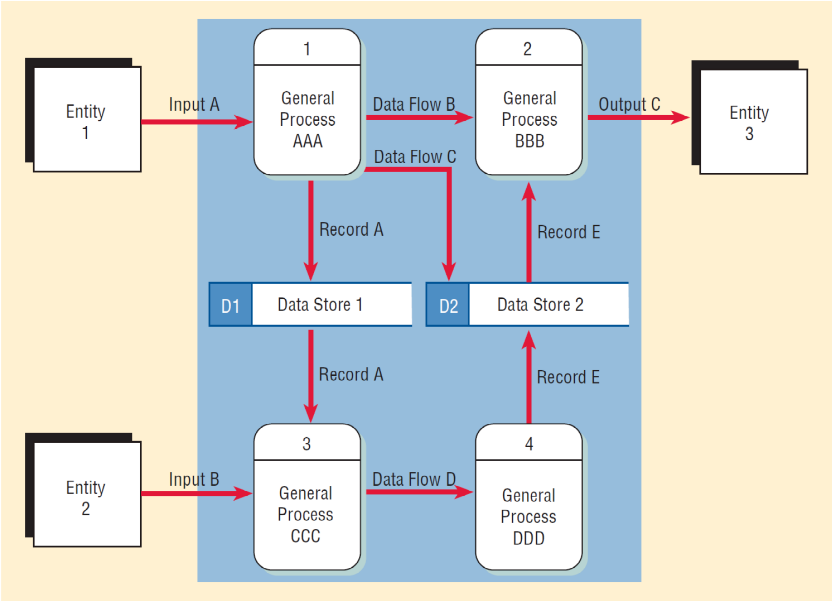 1
2
Entity
1
Input A
General
Process
AAA
Data Flow B
General
Process
BBB
Output C
Entity
3
Data Flow C
Record A
Record E
D1
Data Store 1
D2
Data Store 2
Record A
Record E
3
4
Entity
2
Input B
General
Process
CCC
Data Flow D
General
Process
DDD